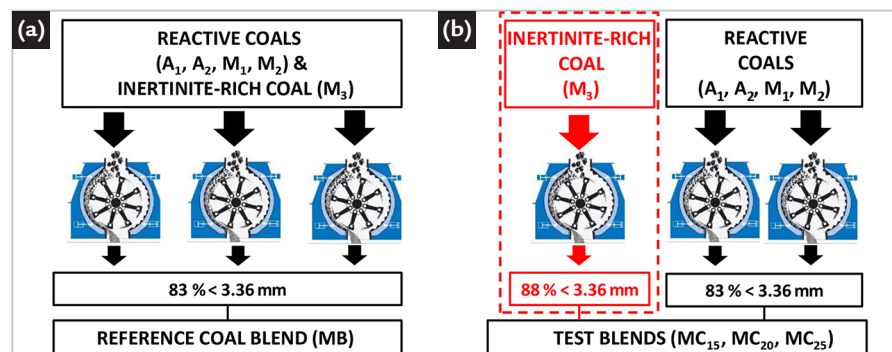 (a)
REACTIVE COALS
(A₁, A₂, M₁, M₂) &
INERTINITE-RICH COAL (M₃)
83 % < 3.36 mm
REFERENCE COAL BLEND (MB)
(b)
INERTINITE-RICH
COAL
(M₃)
REACTIVE
COALS
(A₁, A₂, M₁, M₂)
88 % < 3.36 mm
83 % < 3.36 mm
TEST BLENDS (MC₁₅, MC₂₀, MC₂₅)